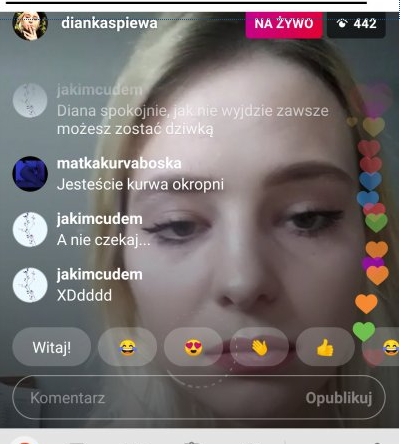 diankaspiewa
NA ŻYWO
442
jakimcudem
Diana spokojnie, jak nie wyjdzie zawsze
możesz zostać dziwką
matkakurvaboska
Jesteście kurwa okropni
jakimcudem
A nie czekaj...
jakimcudem
XDdddd
Witaj!
Komentarz
Opublikuj